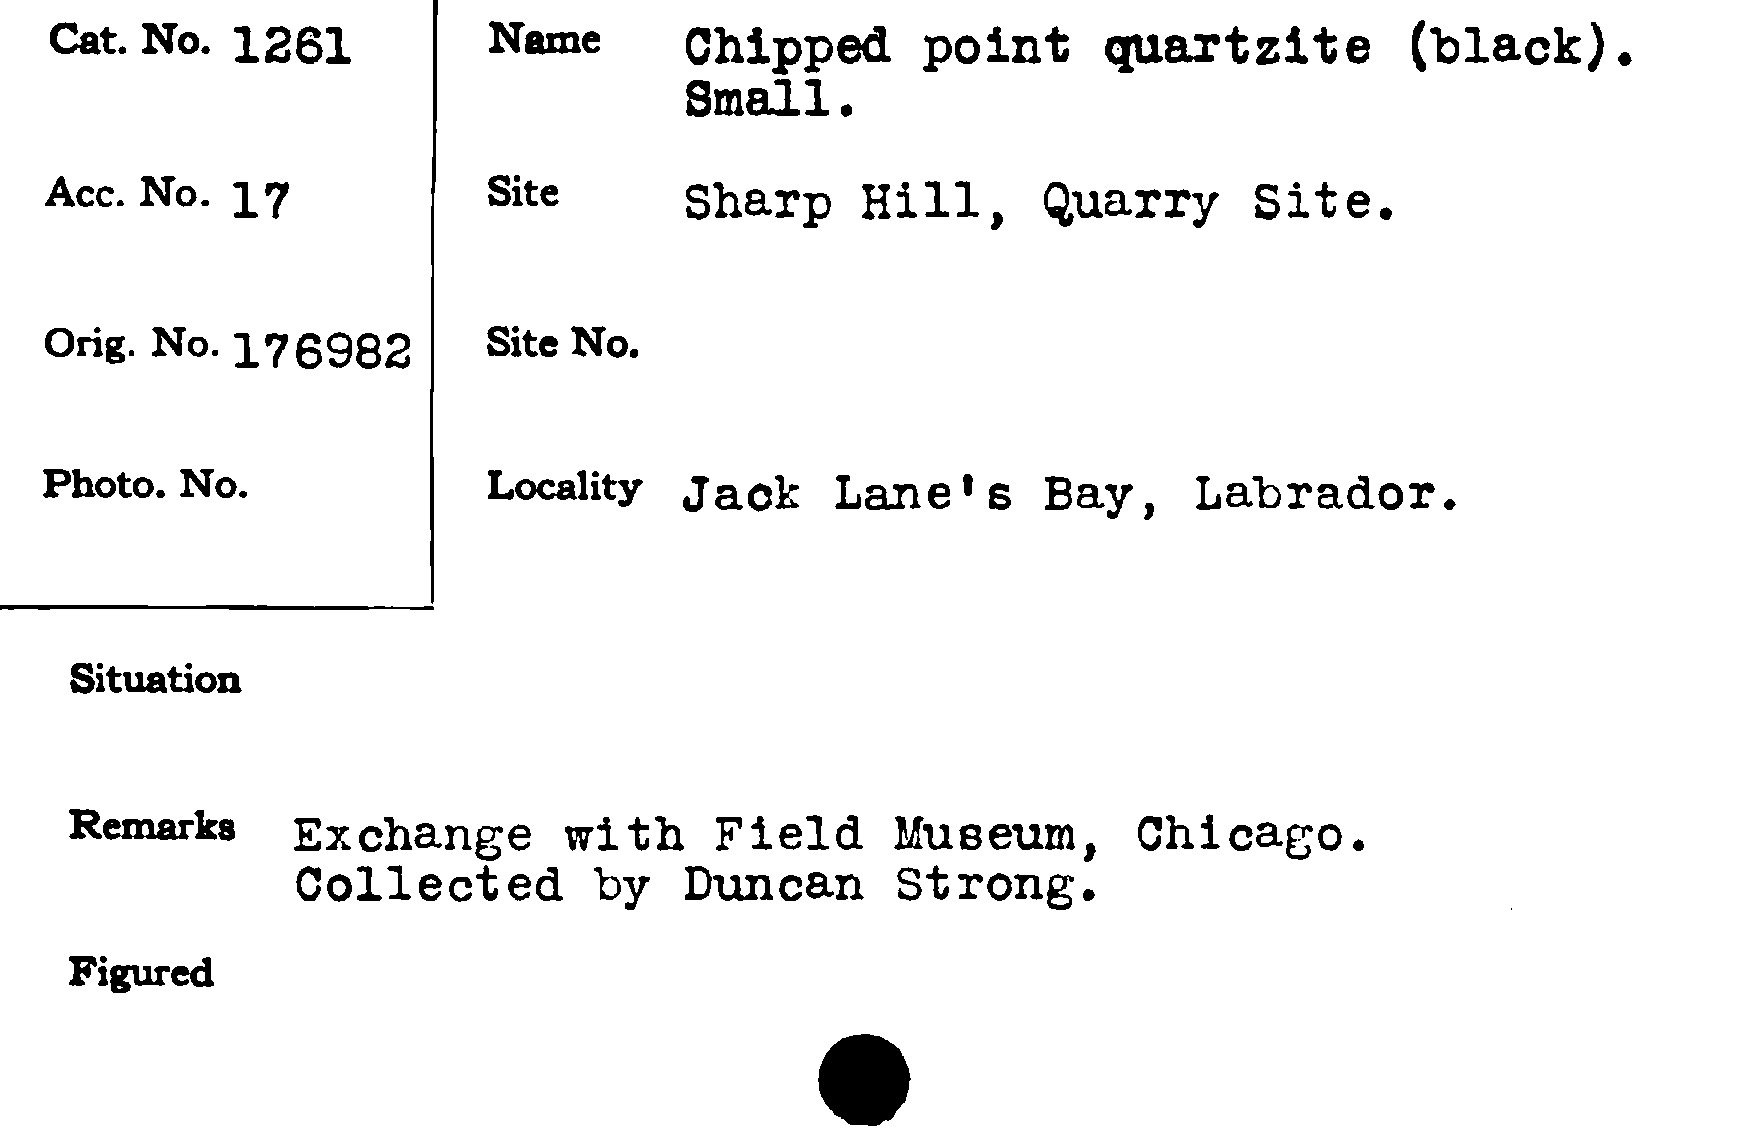 Cat. No. 1261
Name Chipped point quartzite (black).
Small.
Acc. No. 17
Site Sharp Hill, Quarry Site.
Orig. No. 176982
Site No.
Photo. No.
Locality Jack Lane's Bay, Labrador.
Situation
Remarks Exchange with Field Museum, Chicago.
Collected by Duncan Strong.
Figured